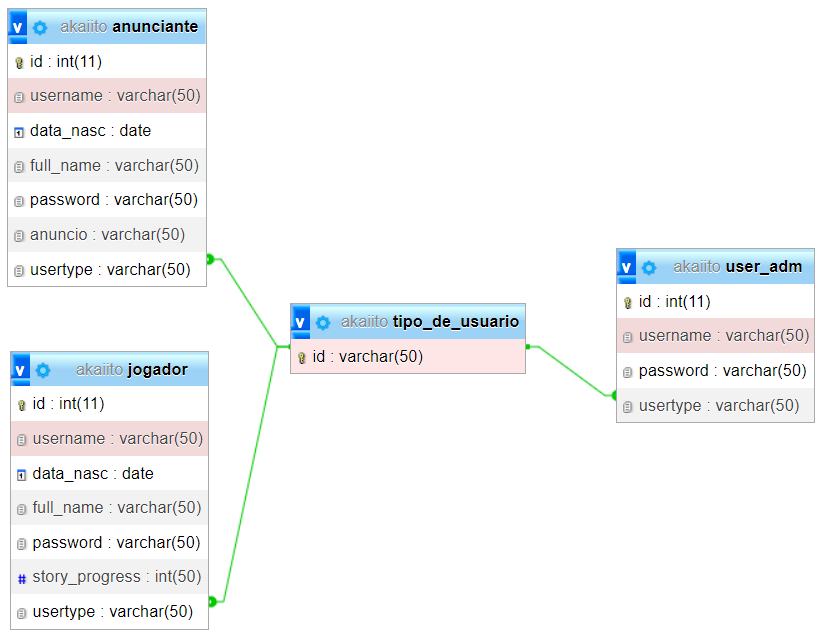 v akaiito anunciante
id : int(11)
username : varchar(50)
data_nasc : date
full_name : varchar(50)
password : varchar(50)
anuncio : varchar(50)
usertype : varchar(50)
v akaiito jogador
id : int(11)
username : varchar(50)
data_nasc : date
full_name : varchar(50)
password : varchar(50)
# story_progress : int(50)
usertype : varchar(50)
v akaiito tipo_de_usuario
id : varchar(50)
v akaiito user_adm
id : int(11)
username : varchar(50)
password : varchar(50)
usertype : varchar(50)